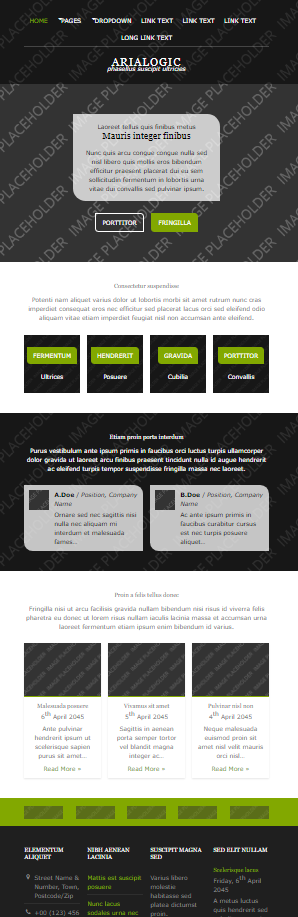 HOME PAGES DROPDOWN LINK TEXT LINK TEXT LINK TEXT
LONG LINK TEXT
ARIALOGIC
phasellus suscipit ultricies
Laoreet tellus quis finibus metus
Mauris integer finibus
Nunc quis arcu congue congue nulla sed
nisl libero quis mollis eros bibendum
efficitur praesent placerat dui eu sem
sollicitudin fermentum in lobortis urna
vitae dui convallis sed pulvinar ipsum.
PORTTITOR FRINGILLA
Consectetur suspendisse
Potenti nam aliquet varius dolor ut lobortis morbi sit amet rutrum nunc cras
imperdiet consequat eros nec efficitur sed placerat lacus orci sed eleifend odio
aliquam vitae etiam imperdiet feugiat nisl non accumsan ante eleifend.
FERMENTUM HENDRERIT GRAVIDA PORTTITOR
Ultrices Posuere Cubilia Convallis
Etiam proin porta interdum
Purus vestibulum ante ipsum primis in faucibus orci luctus turpis ullamcorper
dolor gravida ut laoreet arcu finibus praesent tincidunt nulla id augue hendrerit
ac eleifend turpis tempor suspendisse fringilla massa nec laoreet.
A.Doe / Position, Company
Name
Ornare sed nec sagittis nisi
nulla nec aliquam mi
interdum ut malesuada
fames...
B.Doe / Position, Company
Name
Ac ante ipsum primis in
faucibus curabitur cursus
est nec turpis posuere
aliquet...
Proin a felis tellus donec
Fringilla nisi ut arcu facilisis gravida nullam bibendum nisi risus id viverra felis
pharetra eu donec ut lorem risus nullam iaculis lacinia massa et accumsan urna
laoreet fermentum etiam ipsum enim bibendum id varius.
Malesuada posuere
6th April 2045
Ante pulvinar
hendrerit ipsum ut
scelerisque sapien
purus sit amet...
Read More »
Vivamus sit amet
5th April 2045
Sagittis in aenean
porta semper tortor
vel blandit magna
integer ac...
Read More »
Pulvinar nisl non
4th April 2045
Neque malesuada
euismod proin sit
amet nisl velit mauris
orci nisl...
Read More »
ELEMENTUM
ALIQUET
Street Name &
Number, Town,
Postcode/Zip
+00 (123) 456
NIBH AENEAN
LACINIA
Mattis est suscipit
posuere
Nunc lacus
sodales urna nec
SUSCIPIT MAGNA
SED
Varius libero
molestie
habitasse sed
platea dictumst
proin.
SED ELIT NULLAM
Scelerisque lares
Friday, 6th April
2045
A metus luctus
quis hendrerit sed